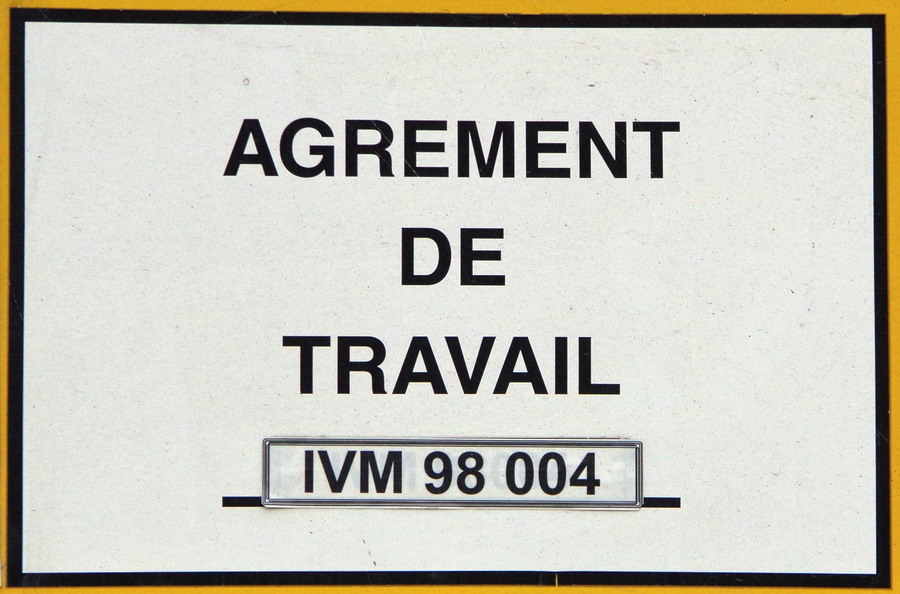 AGREMENT
DE
TRAVAIL
IVM 98 004